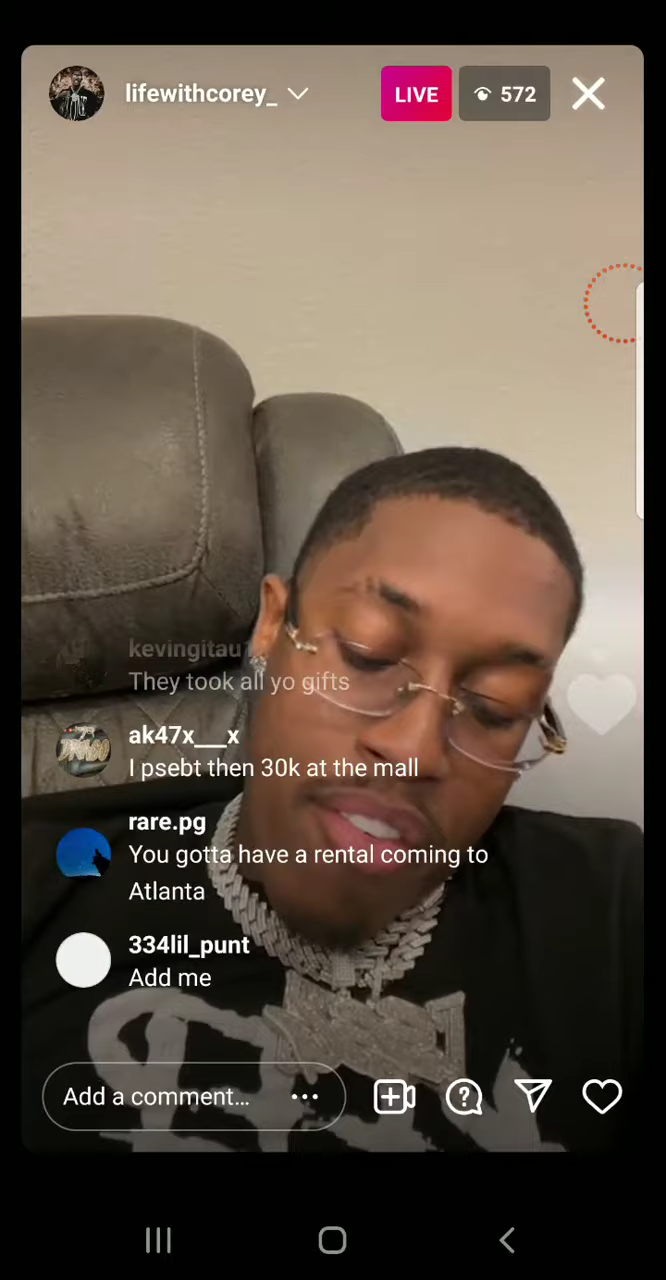 lifewithcorey_
LIVE
572
They took all yo gifts
ak47x___x
I psebt then 30k at the mall
rare.pg
You gotta have a rental coming to
Atlanta
334lil_punt
Add me
Add a comment...